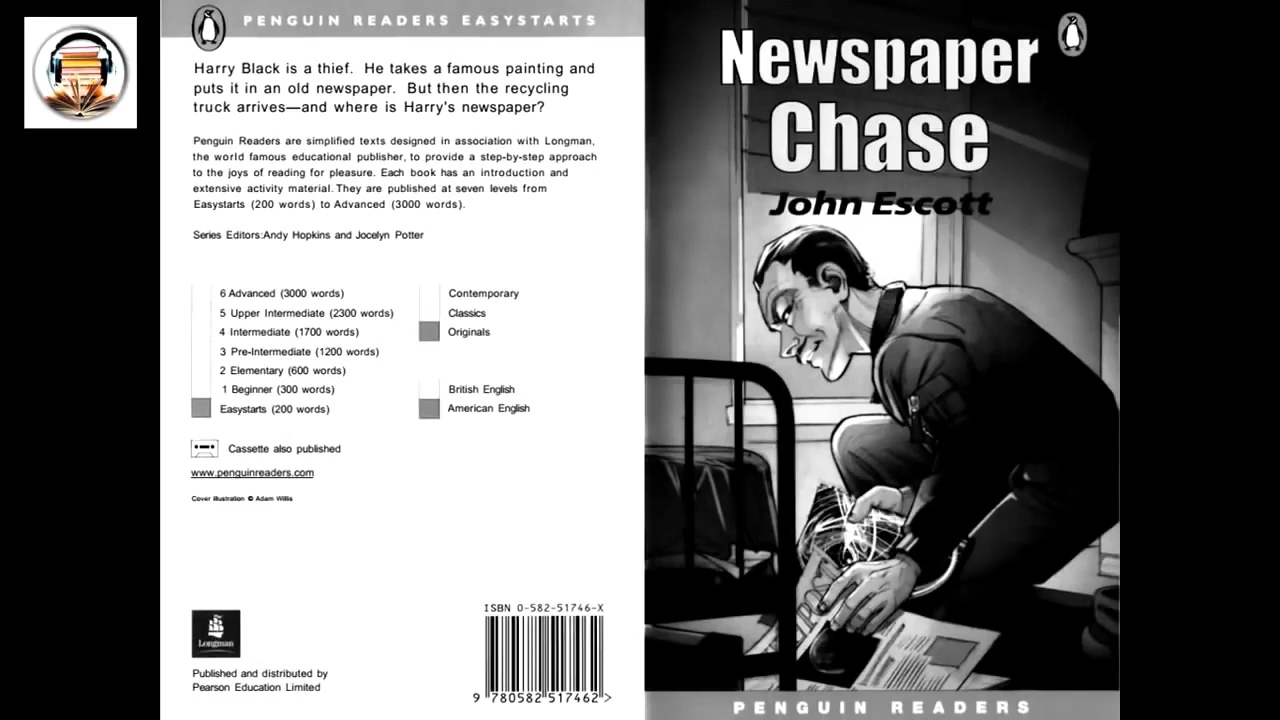 PENGUIN READERS EASYSTARTS
Harry Black is a thief. He takes a famous painting and
puts it in an old newspaper. But then the recycling
truck arrives—and where is Harry's newspaper?
Penguin Readers are simplified texts designed in association with Longman,
the world famous educational publisher, to provide a step-by-step approach
to the joys of reading for pleasure. Each book has an introduction and
extensive activity material. They are published at seven levels from
Easystarts (200 words) to Advanced (3000 words).
Series Editors:Andy Hopkins and Jocelyn Potter
6 Advanced (3000 words)
5 Upper Intermediate (2300 words)
4 Intermediate (1700 words)
3 Pre-Intermediate (1200 words)
2 Elementary (600 words)
1 Beginner (300 words)
Easystarts (200 words)
Contemporary
Classics
Originals
British English
American English
Cassette also published
www.penguinreaders.com
Cover illustration © Adam Willis
Longman
Published and distributed by
Pearson Education Limited
ISBN 0-582-51746-X
9 780582 517462 >
Newspaper
Chase
John Escott
PENGUIN READERS